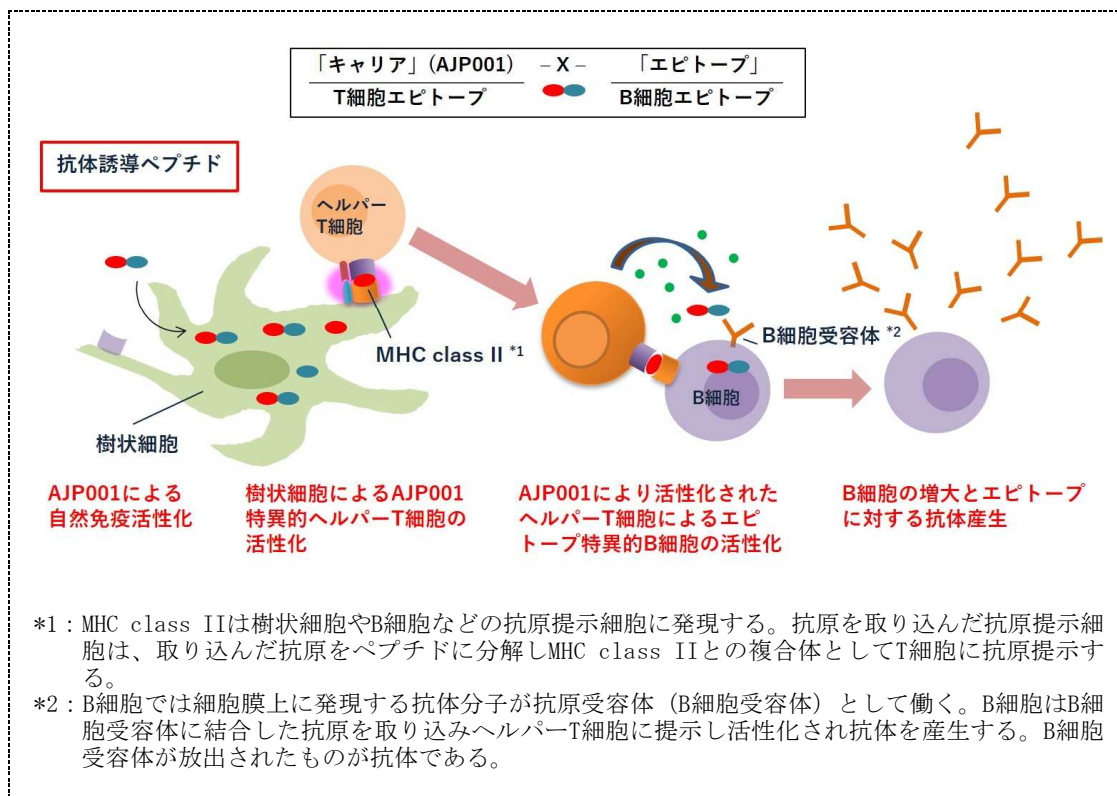 「キャリア」(AJP001) －X－ 「エピトープ」
T細胞エピトープ B細胞エピトープ
抗体誘導ペプチド
ヘルパー
T細胞
MHC class II *1
B細胞受容体 *2
B細胞
樹状細胞
AJP001による
自然免疫活性化
樹状細胞によるAJP001
特異的ヘルパーT細胞の
活性化
AJP001により活性化された
ヘルパーT細胞によるエピ
トープ特異的B細胞の活性化
B細胞の増大とエピトープ
に対する抗体産生
*1：MHC class IIは樹状細胞やB細胞などの抗原提示細胞に発現する。抗原を取り込んだ抗原提示細
胞は、取り込んだ抗原をペプチドに分解しMHC class IIとの複合体としてT細胞に抗原提示す
る。
*2：B細胞では細胞膜上に発現する抗体分子が抗原受容体（B細胞受容体）として働く。B細胞はB細
胞受容体に結合した抗原を取り込みヘルパーT細胞に提示し活性化され抗体を産生する。B細胞
受容体が放出されたものが抗体である。